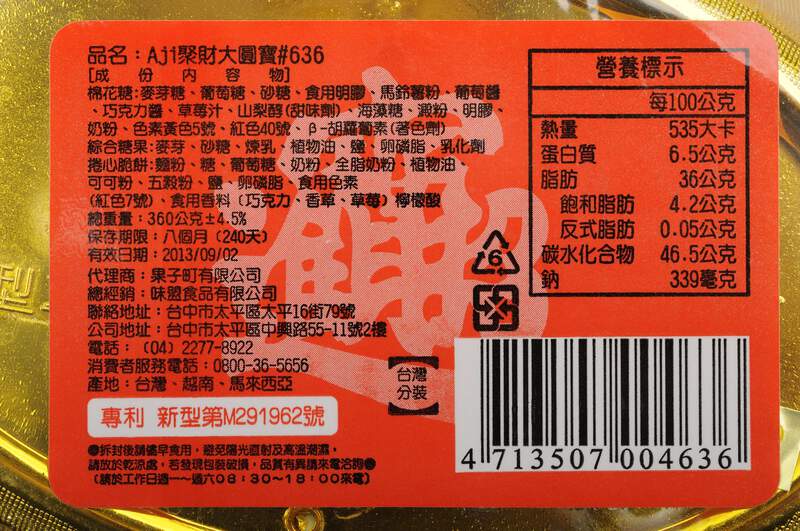 品名：Aji聚財大圓寶#636
[成 份 內 容 物]
棉花糖:麥芽糖、葡萄糖、砂糖、食用明膠、馬鈴薯粉、葡萄醬
、巧克力醬、草莓汁、山梨醇(甜味劑)、海藻糖、澱粉、明膠、
奶粉、色素黃色5號、紅色40號、β-胡蘿蔔素(著色劑)
綜合糖果:麥芽、砂糖、煉乳、植物油、鹽、卵磷脂、乳化劑
捲心脆餅:麵粉、糖、葡萄糖、奶粉、全脂奶粉、植物油、
可可粉、五穀粉、鹽、卵磷脂、食用色素
(紅色7號)、食用香料（巧克力、香草、草莓）檸檬酸
總重量：360公克±4.5%
保存期限：八個月（240天）
有效日期：2013/09/02
代理商：果子町有限公司
總經銷：味盟食品有限公司
聯絡地址：台中市太平區太平16街79號
公司地址：台中市太平區中興路55-11號2樓
電話：（04）2277-8922
消費者服務電話：0800-36-5656
產地：台灣、越南、馬來西亞
專利 新型第M291962號
●拆封後請儘早食用，避免陽光直射及高溫潮濕，
請放於乾涼處，若發現包裝破損，品質有異請來電洽詢●
（請於工作日週一～週六08:30～18:00來電）
營養標示
每100公克
熱量 535大卡
蛋白質 6.5公克
脂肪 36公克
飽和脂肪 4.2公克
反式脂肪 0.05公克
碳水化合物 46.5公克
鈉 339毫克
6
【台灣
分裝】
4 713507 004636